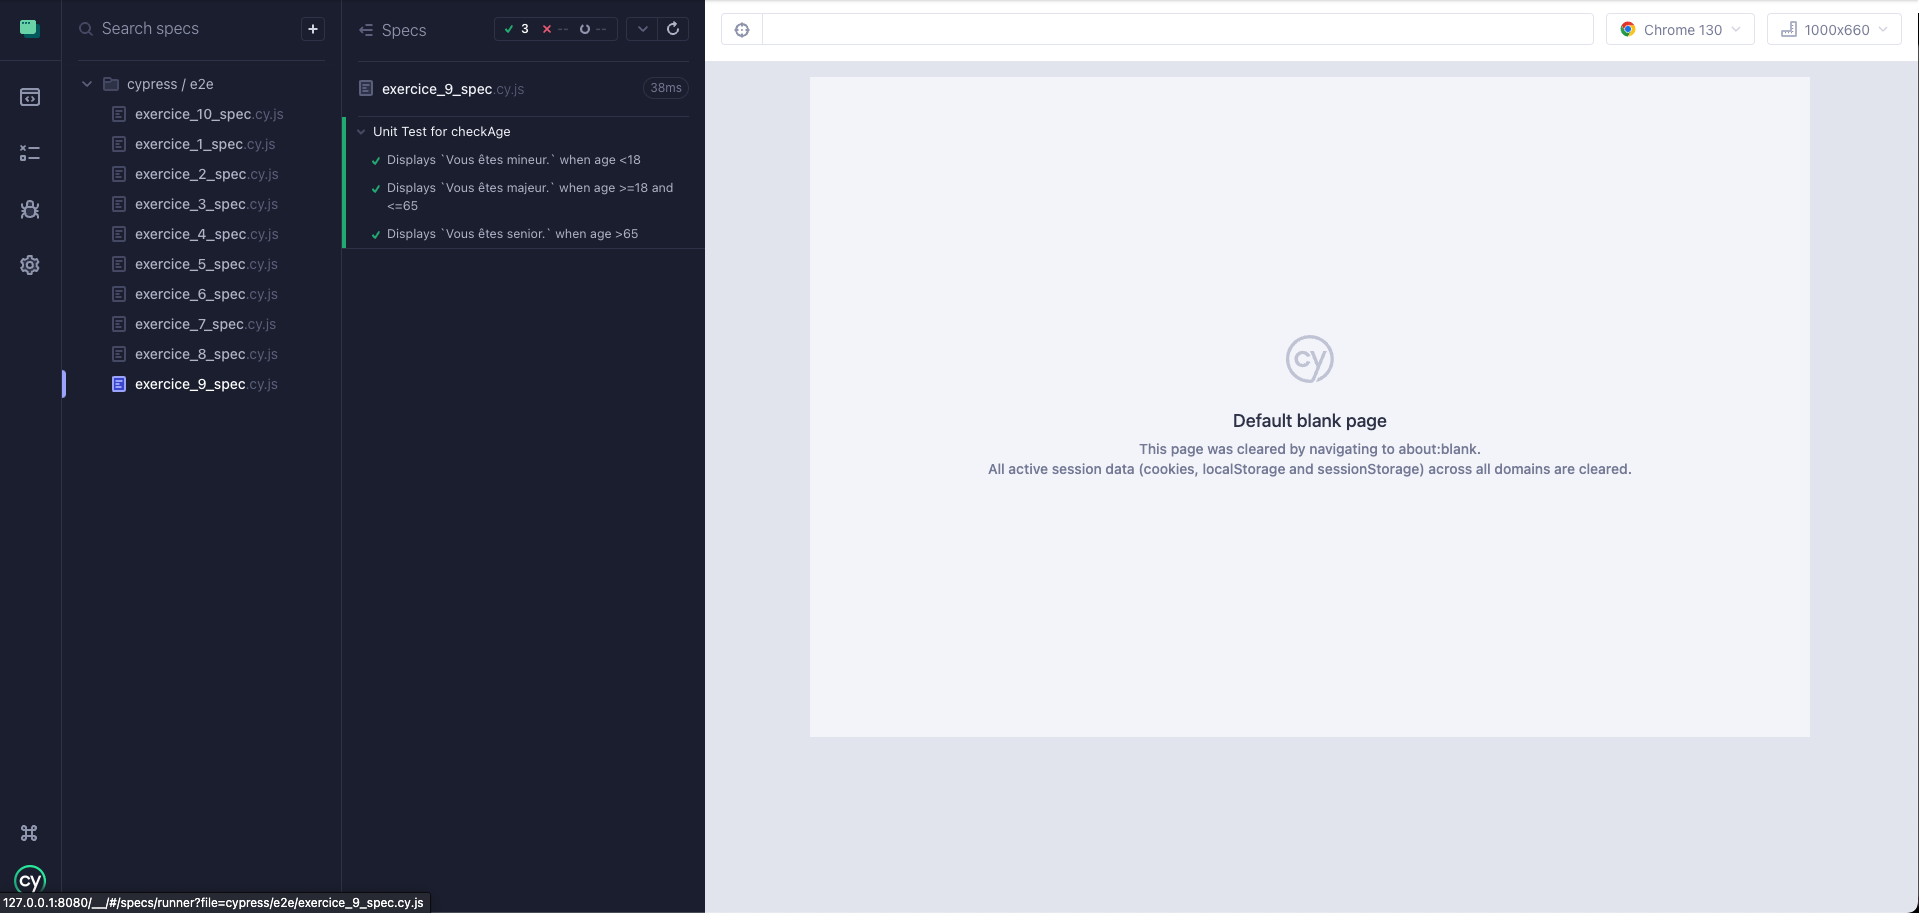 Search specs
+
cypress / e2e
exercice_10_spec.cy.js
exercice_1_spec.cy.js
exercice_2_spec.cy.js
exercice_3_spec.cy.js
exercice_4_spec.cy.js
exercice_5_spec.cy.js
exercice_6_spec.cy.js
exercice_7_spec.cy.js
exercice_8_spec.cy.js
exercice_9_spec.cy.js
cy
127.0.0.1:8080/__/#/specs/runner?file=cypress/e2e/exercice_9_spec.cy.js
Specs
3 -- --
exercice_9_spec.cy.js 38ms
Unit Test for checkAge
Displays `Vous êtes mineur.` when age <18
Displays `Vous êtes majeur.` when age >=18 and
<=65
Displays `Vous êtes senior.` when age >65
Chrome 130
1000x660
cy
Default blank page
This page was cleared by navigating to about:blank.
All active session data (cookies, localStorage and sessionStorage) across all domains are cleared.